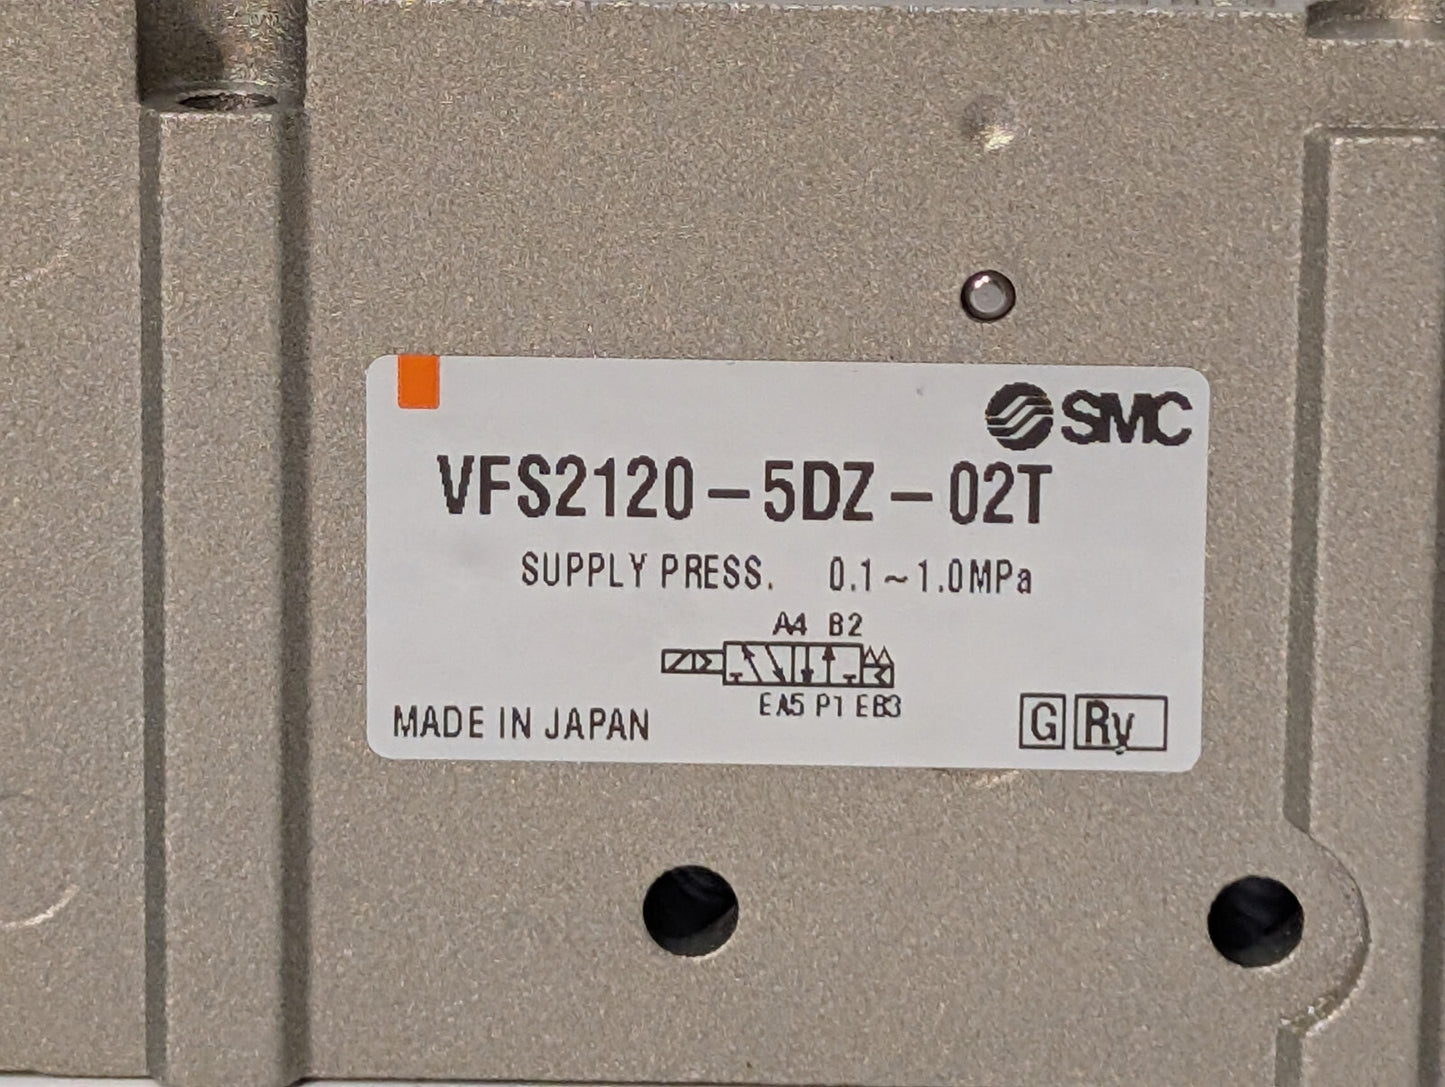 SMC
VFS2120-5DZ-02T
SUPPLY PRESS. 0.1~1.0MPa
A4 B2
EA5 P1 EB3
MADE IN JAPAN
G Ry